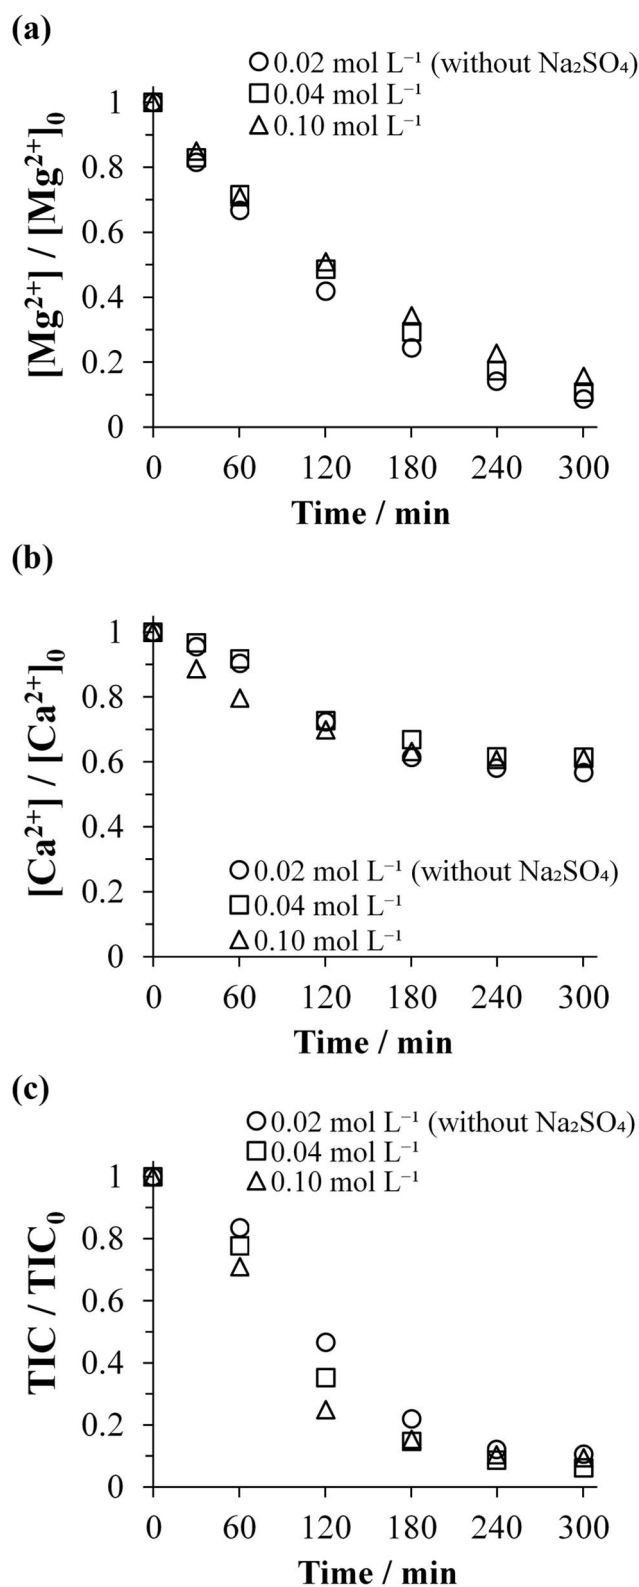 (a)
0.02 mol L⁻¹ (without Na₂SO₄)
0.04 mol L⁻¹
0.10 mol L⁻¹
[Mg²⁺] / [Mg²⁺]₀
1
0.8
0.6
0.4
0.2
0
0 60 120 180 240 300
Time / min
(b)
[Ca²⁺] / [Ca²⁺]₀
1
0.8
0.6
0.4
0.2
0
0.02 mol L⁻¹ (without Na₂SO₄)
0.04 mol L⁻¹
0.10 mol L⁻¹
0 60 120 180 240 300
Time / min
(c)
0.02 mol L⁻¹ (without Na₂SO₄)
0.04 mol L⁻¹
0.10 mol L⁻¹
TIC / TIC₀
1
0.8
0.6
0.4
0.2
0
0 60 120 180 240 300
Time / min